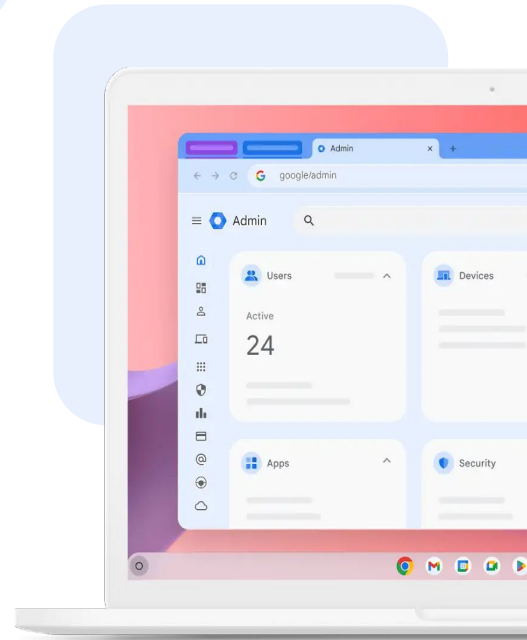 Admin
google/admin
Admin
Users
Devices
Active
24
Apps
Security